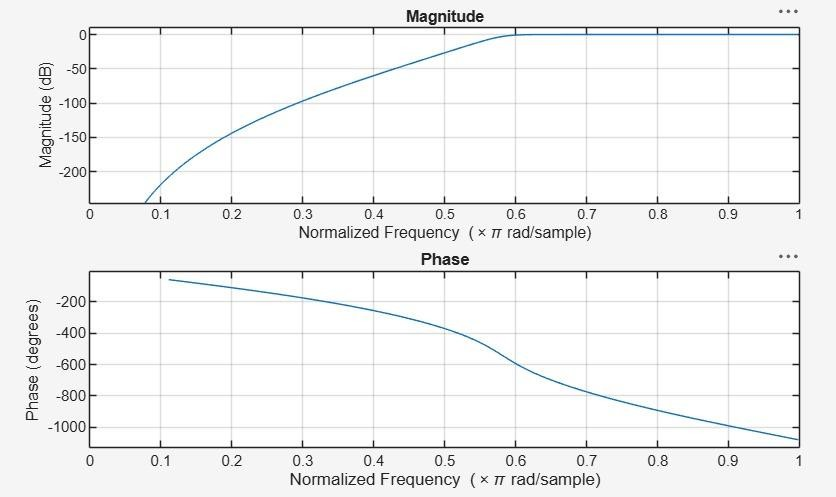 Magnitude
0
-50
-100
-150
-200
Magnitude (dB)
0 0.1 0.2 0.3 0.4 0.5 0.6 0.7 0.8 0.9 1
Normalized Frequency (× π rad/sample)
Phase
-200
-400
-600
-800
-1000
Phase (degrees)
0 0.1 0.2 0.3 0.4 0.5 0.6 0.7 0.8 0.9 1
Normalized Frequency (× π rad/sample)